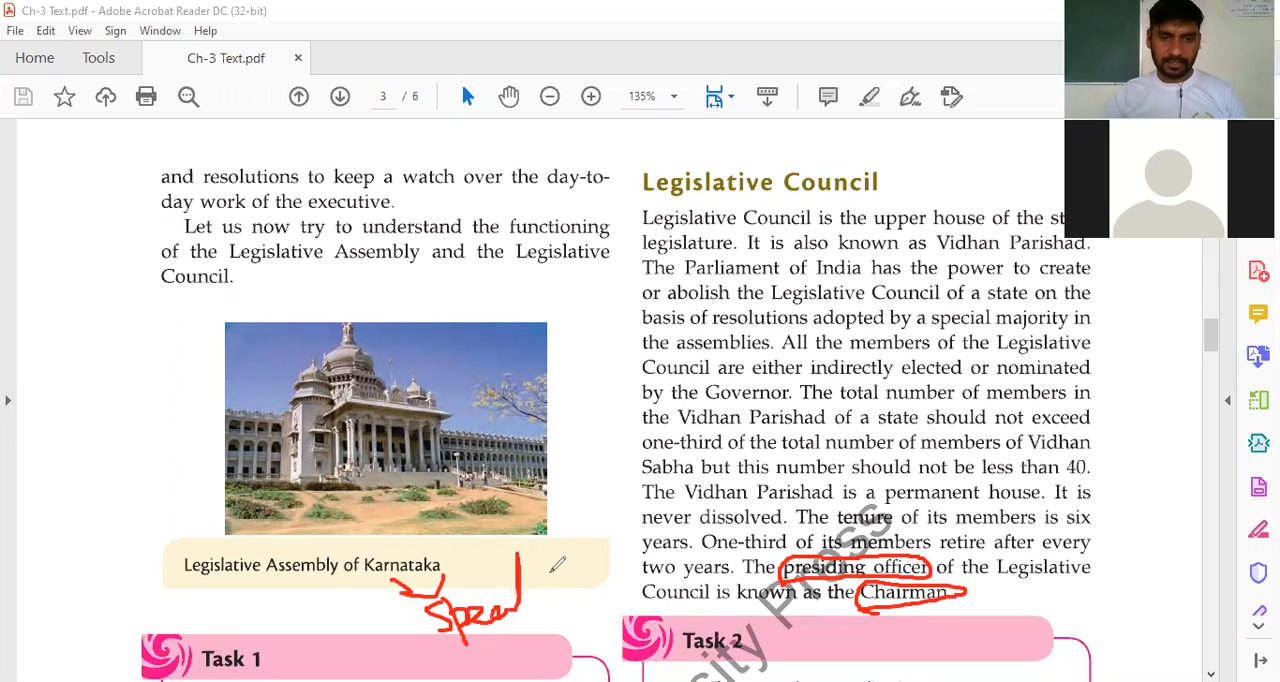 Ch-3 Text.pdf - Adobe Acrobat Reader DC (32-bit)
File Edit View Sign Window Help
Home Tools Ch-3 Text.pdf ×
3 / 6 135%
and resolutions to keep a watch over the day-to-
day work of the executive.
Let us now try to understand the functioning
of the Legislative Assembly and the Legislative
Council.
Legislative Assembly of Karnataka
Task 1
Legislative Council
Legislative Council is the upper house of the
legislature. It is also known as Vidhan Parishad.
The Parliament of India has the power to create
or abolish the Legislative Council of a state on the
basis of resolutions adopted by a special majority in
the assemblies. All the members of the Legislative
Council are either indirectly elected or nominated
by the Governor. The total number of members in
the Vidhan Parishad of a state should not exceed
one-third of the total number of members of Vidhan
Sabha but this number should not be less than 40.
The Vidhan Parishad is a permanent house. It is
never dissolved. The tenure of its members is six
years. One-third of its members retire after every
two years. The presiding officer of the Legislative
Council is known as the Chairman.
Press
Task 2